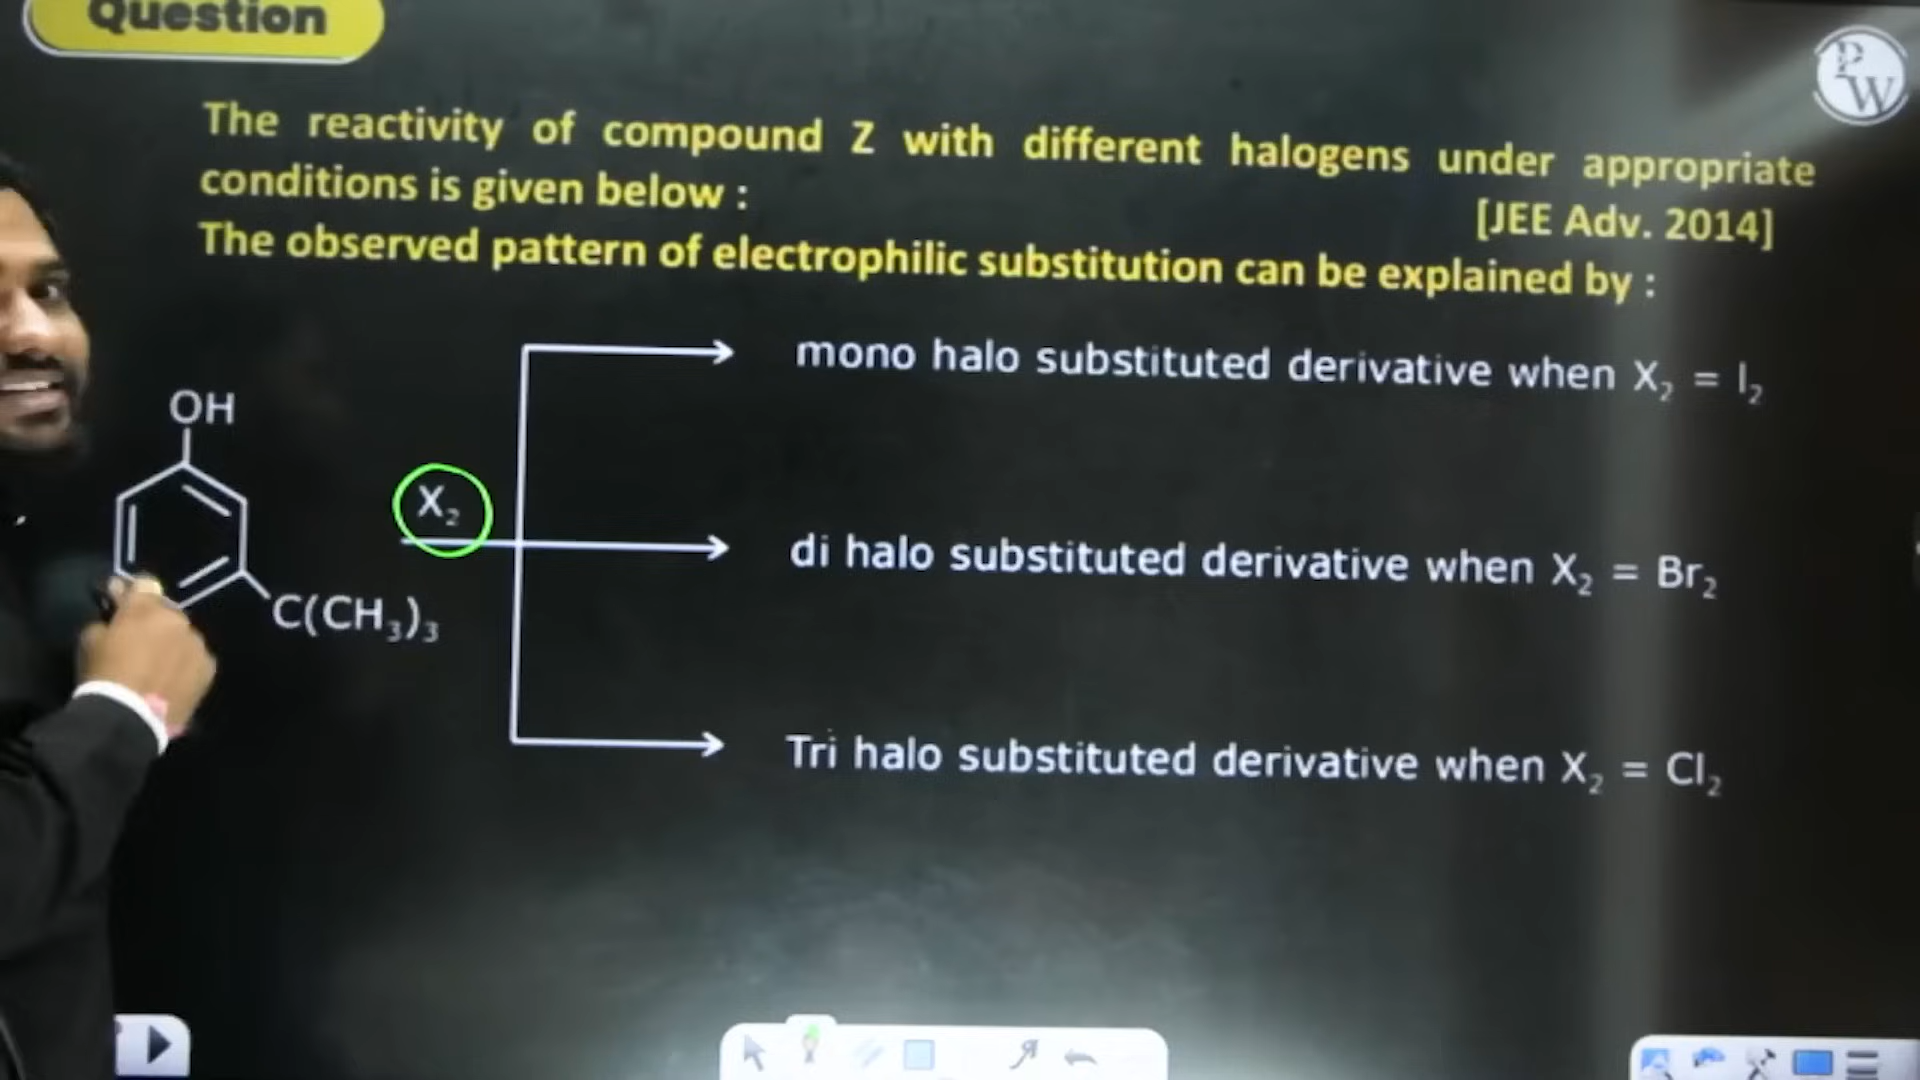 Question
PW
The reactivity of compound Z with different halogens under appropriate
conditions is given below :
[JEE Adv. 2014]
The observed pattern of electrophilic substitution can be explained by :
mono halo substituted derivative when X₂ = I₂
OH
X₂
di halo substituted derivative when X₂ = Br₂
C(CH₃)₃
Tri halo substituted derivative when X₂ = Cl₂